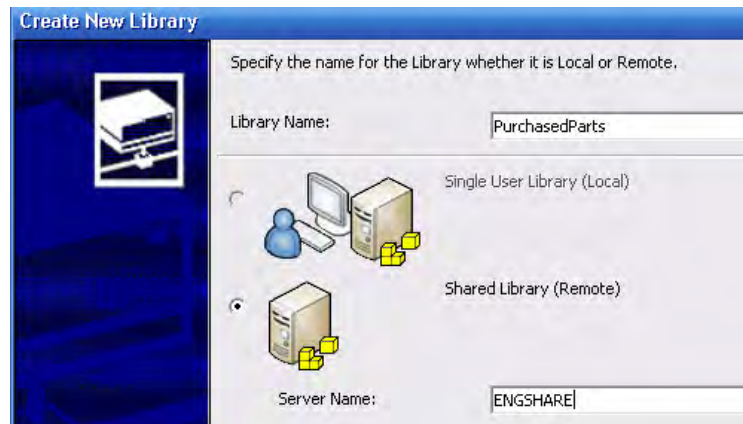 Create New Library
Specify the name for the Library whether it is Local or Remote.
Library Name: PurchasedParts
Single User Library (Local)
Shared Library (Remote)
Server Name: ENGSHARE